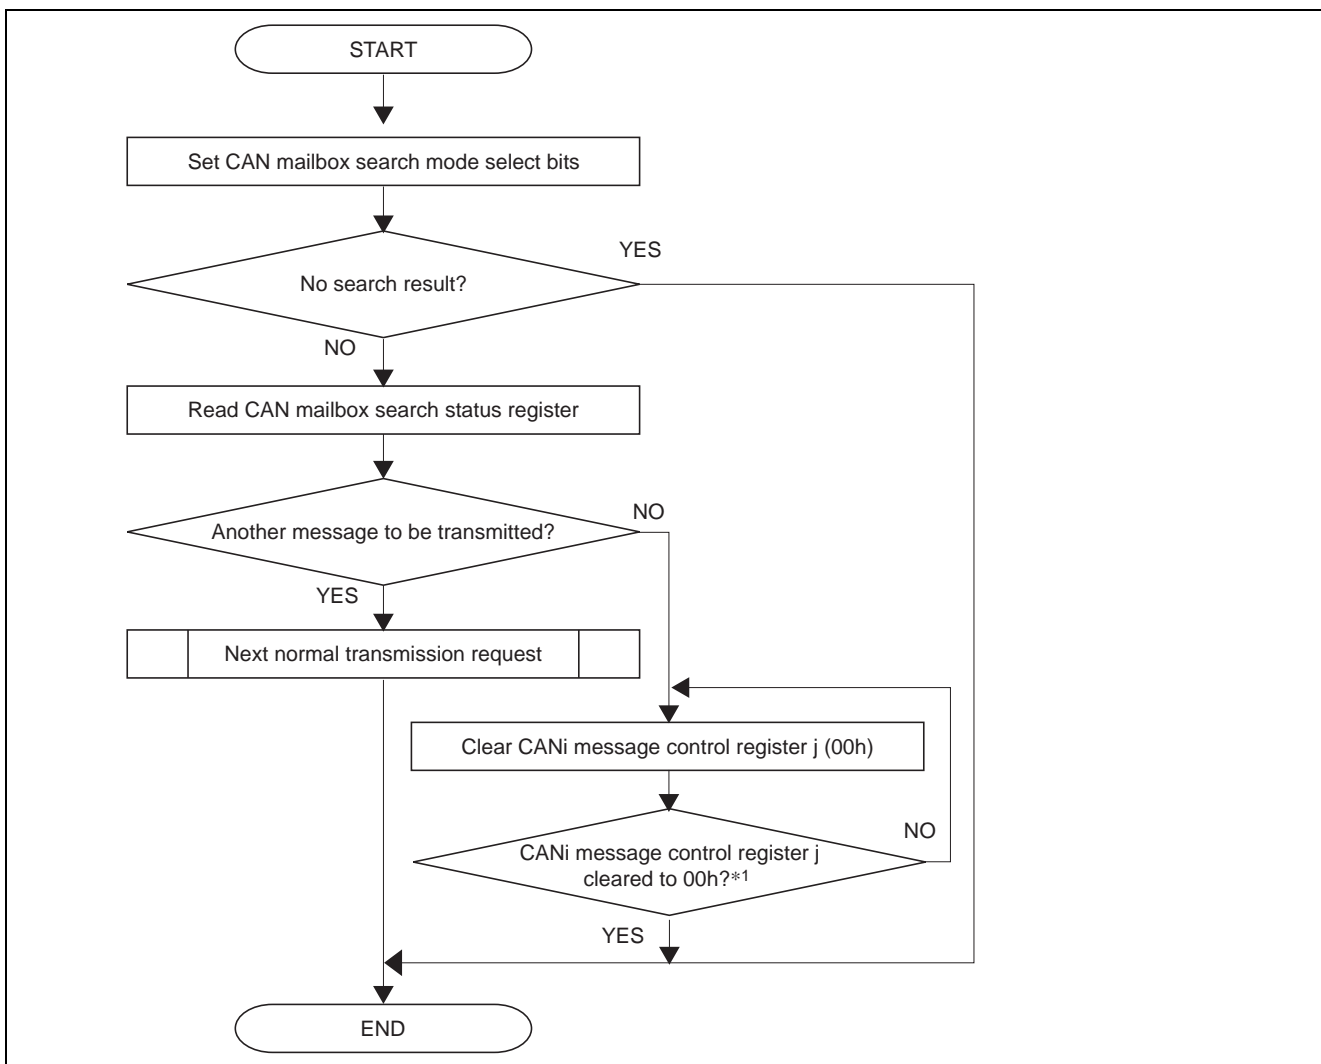 START
Set CAN mailbox search mode select bits
YES
No search result?
NO
Read CAN mailbox search status register
NO
Another message to be transmitted?
YES
Next normal transmission request
Clear CANi message control register j (00h)
NO
CANi message control register j
cleared to 00h?*1
YES
END